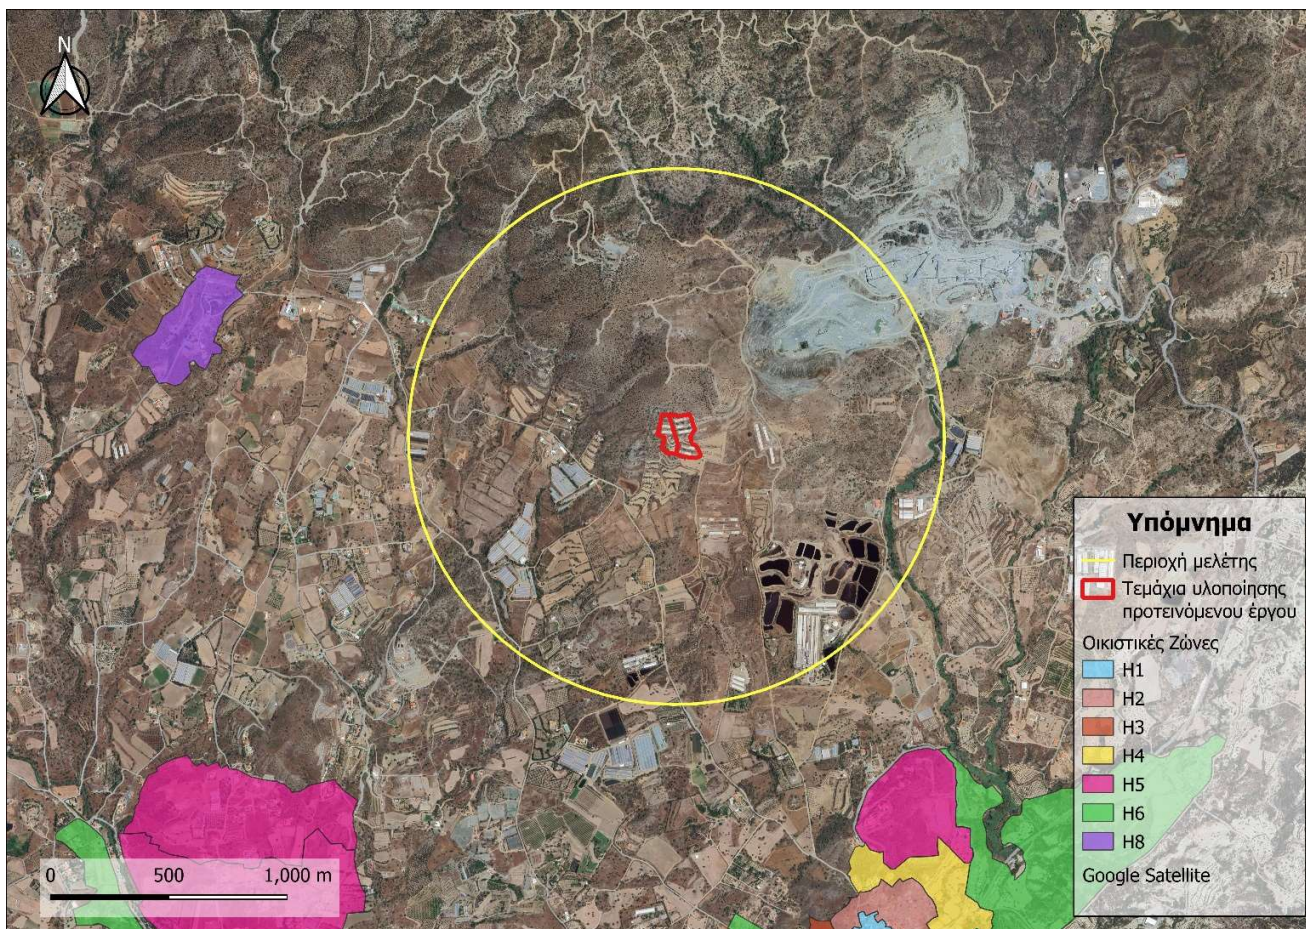 N
Υπόμνημα
Περιοχή μελέτης
Τεμάχια υλοποίησης
προτεινόμενου έργου
Οικιστικές Ζώνες
H1
H2
H3
H4
H5
H6
H8
Google Satellite
0 500 1,000 m